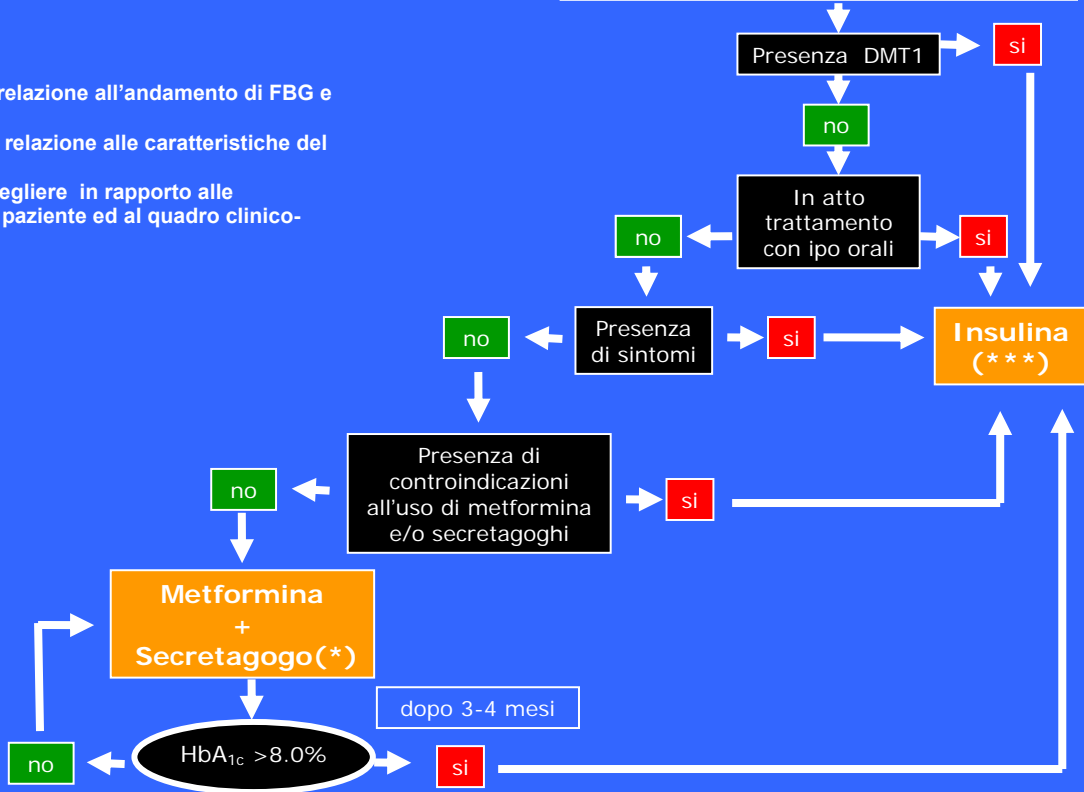 relazione all'andamento di FBG e
relazione alle caratteristiche del
egliere in rapporto alle
paziente ed al quadro clinico-
Presenza DMT1
si
no
In atto
trattamento
con ipo orali
no
si
Presenza
di sintomi
no
si
Insulina
(***)
Presenza di
controindicazioni
all'uso di metformina
e/o secretagoghi
no
si
Metformina
+
Secretagogo(*)
dopo 3-4 mesi
HbA1c >8.0%
no
si